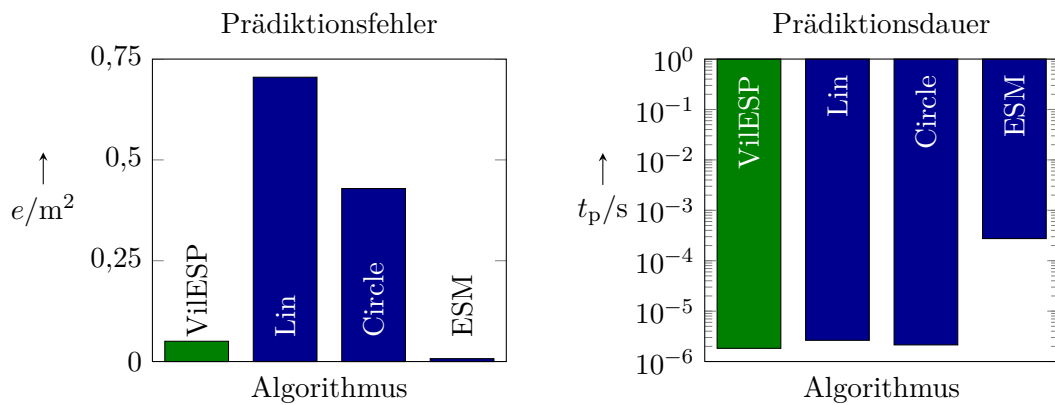 Prädiktionsfehler
0,75
0,5
0,25
0
↑
e/m²
VilESP
Lin
Circle
ESM
Algorithmus
Prädiktionsdauer
10⁰
10⁻¹
10⁻²
10⁻³
10⁻⁴
10⁻⁵
10⁻⁶
↑
tₚ/s
VilESP
Lin
Circle
ESM
Algorithmus